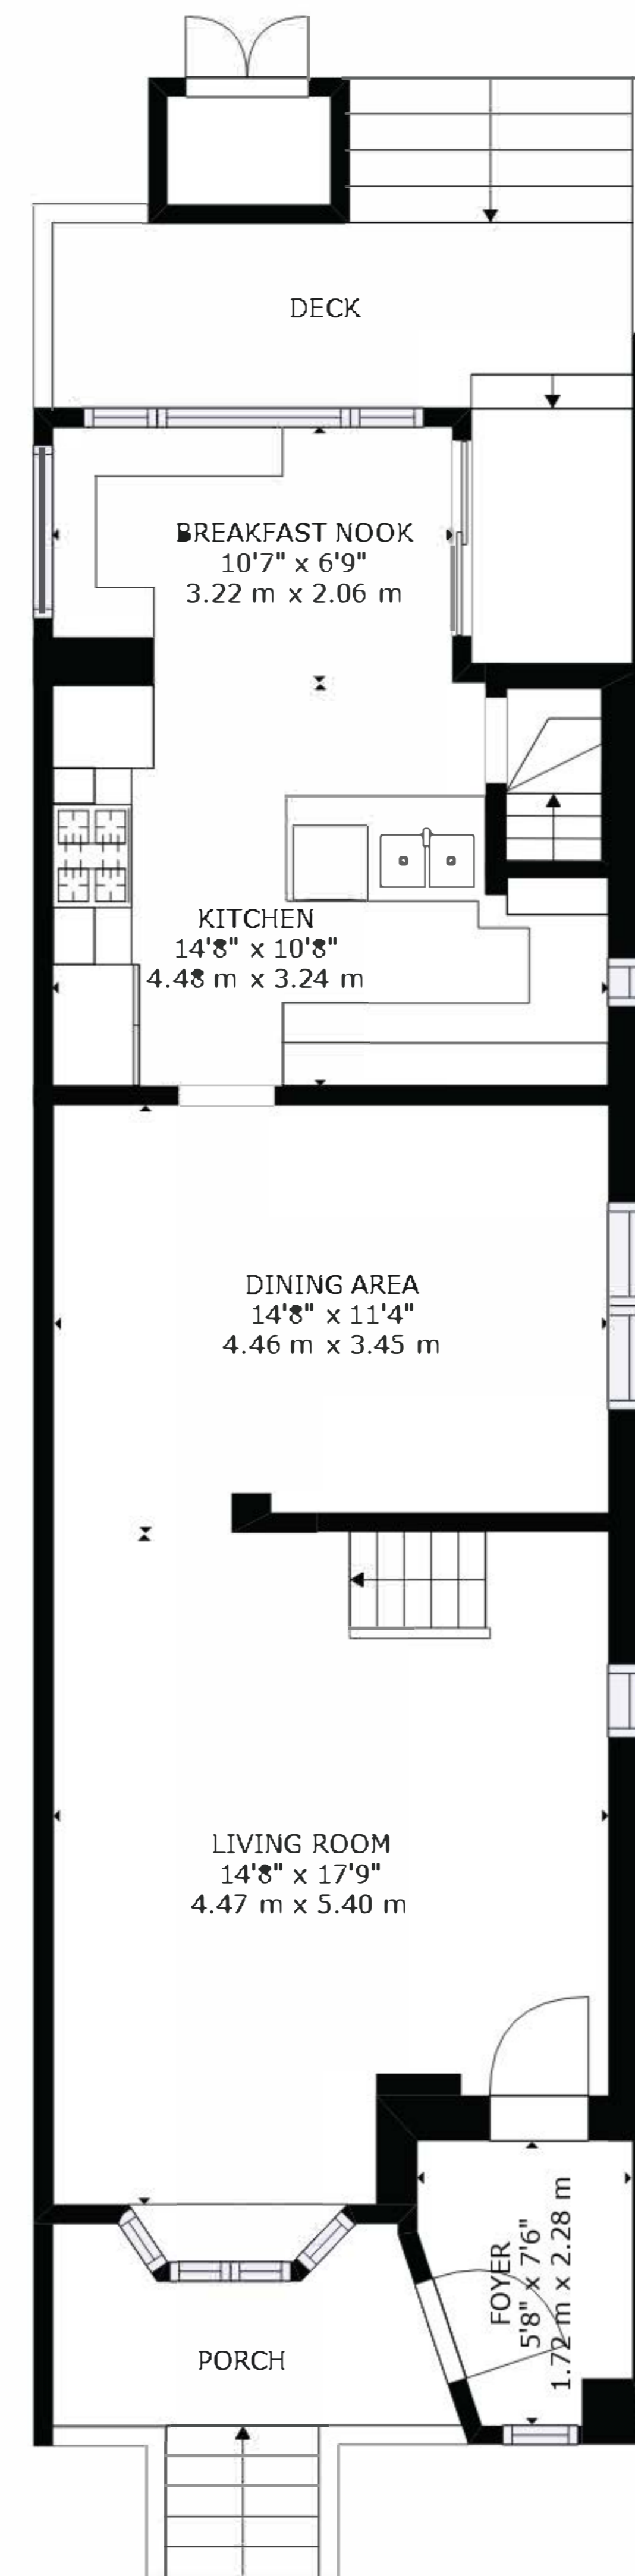 DECK
BREAKFAST NOOK
10'7" x 6'9"
3.22 m x 2.06 m
KITCHEN
14'8" x 10'8"
4.48 m x 3.24 m
DINING AREA
14'8" x 11'4"
4.46 m x 3.45 m
LIVING ROOM
14'8" x 17'9"
4.47 m x 5.40 m
FOYER
5'8" x 7'6"
1.72 m x 2.28 m
PORCH